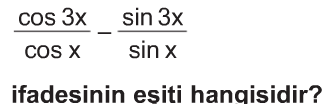 cos 3x / cos x − sin 3x / sin x
ifadesinin eşiti hangisidir?